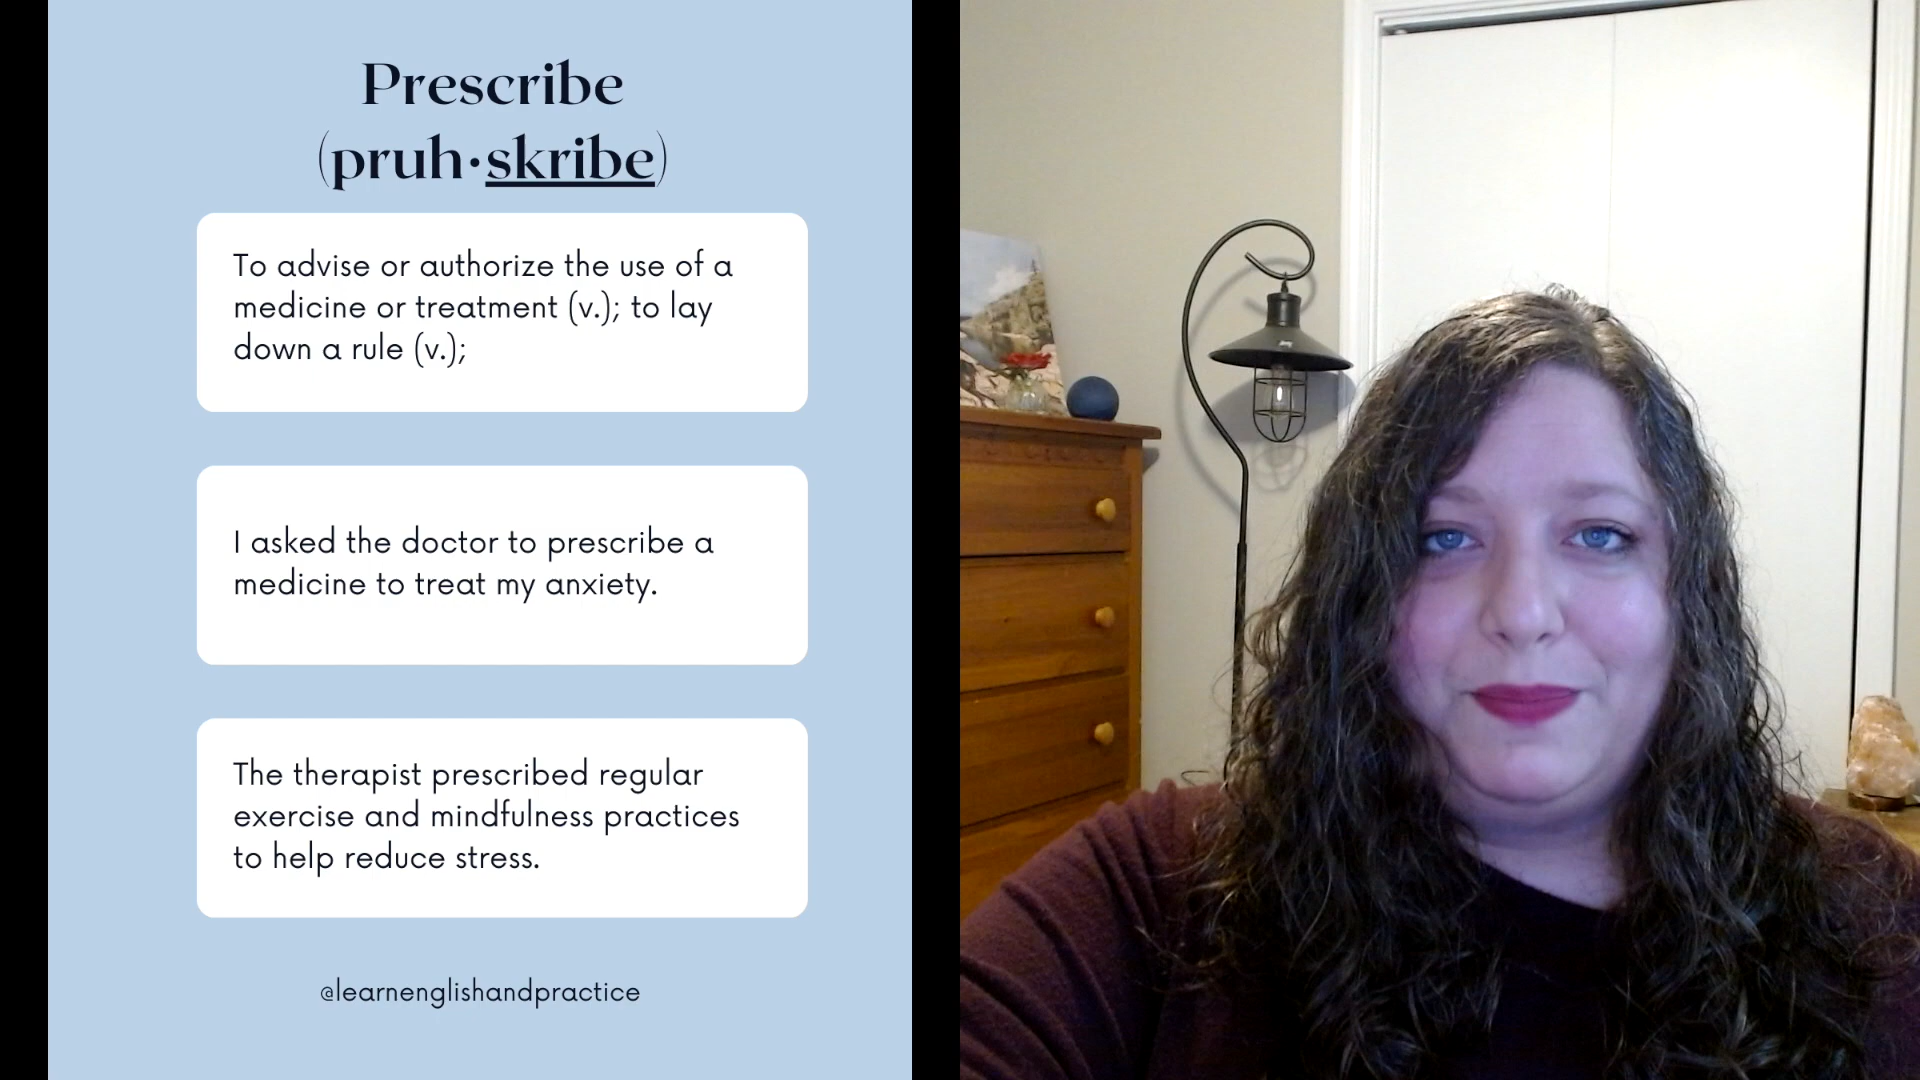 Prescribe
(pruh·skribe)
To advise or authorize the use of a
medicine or treatment (v.); to lay
down a rule (v.);
I asked the doctor to prescribe a
medicine to treat my anxiety.
The therapist prescribed regular
exercise and mindfulness practices
to help reduce stress.
@learnenglishandpractice